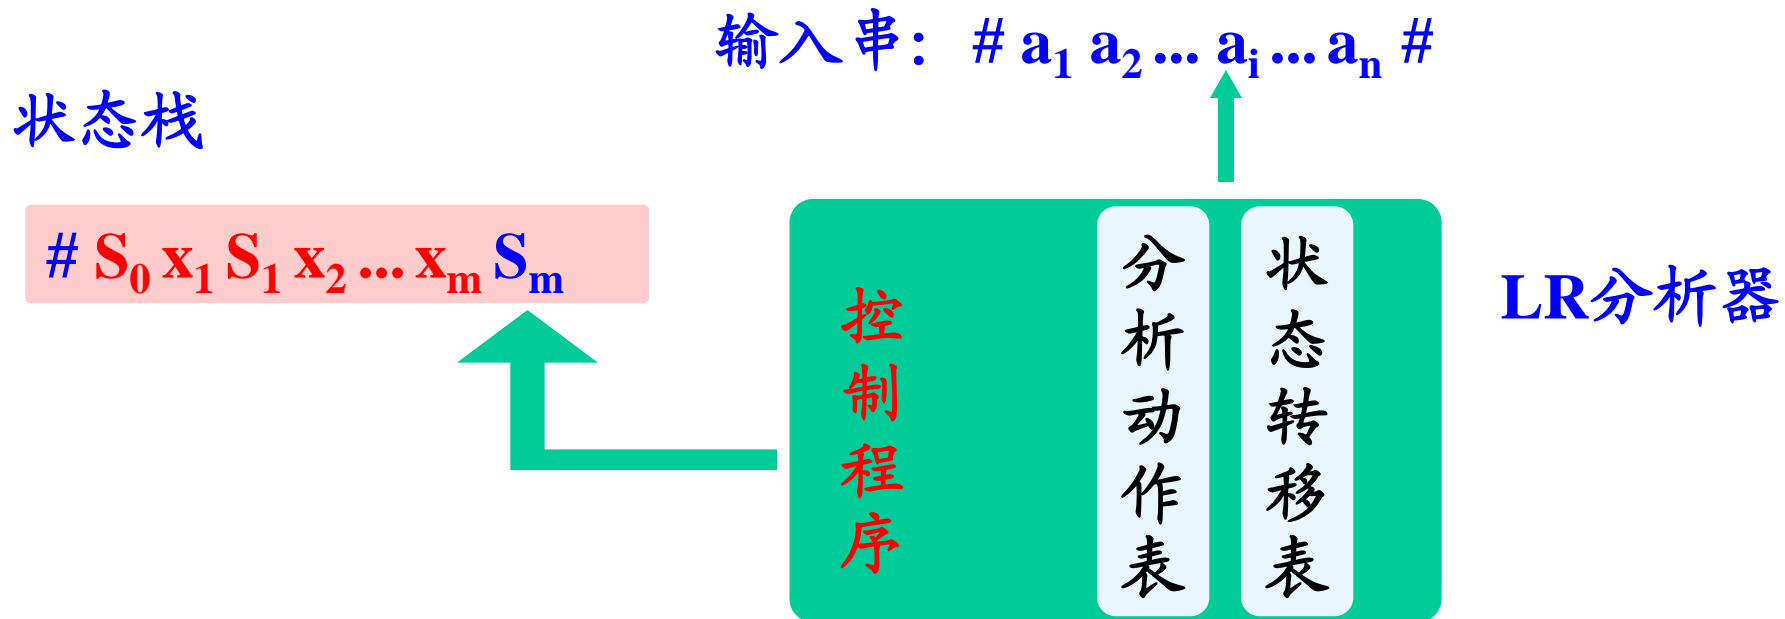 输入串: # a₁ a₂ ... aᵢ ... aₙ #
状态栈
# S₀ x₁ S₁ x₂ ... xₘ Sₘ
控制程序
分析动作表
状态转移表
LR分析器